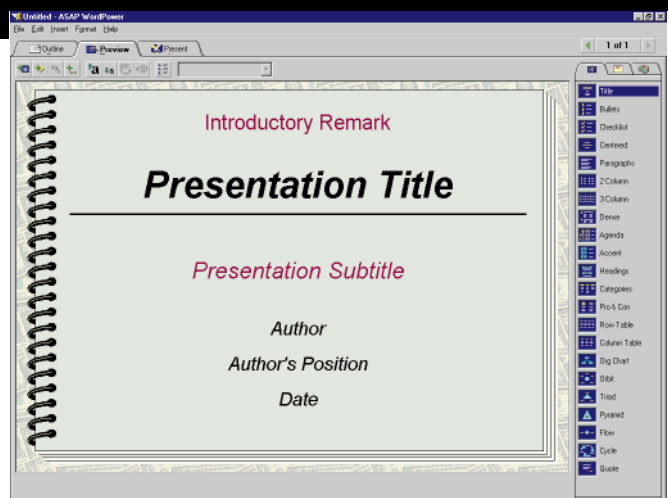 Untitled - ASAP WordPower
File Edit Insert Format Help
Outline Preview Present
1 of 1
Title
Bullets
Checklist
Centered
Paragraphs
2 Column
3 Column
Dense
Agenda
Accent
Headings
Categories
Pro & Con
Row Table
Column Table
Big Chart
Orbit
Triad
Pyramid
Flow
Cycle
Quote
Introductory Remark
Presentation Title
Presentation Subtitle
Author
Author's Position
Date